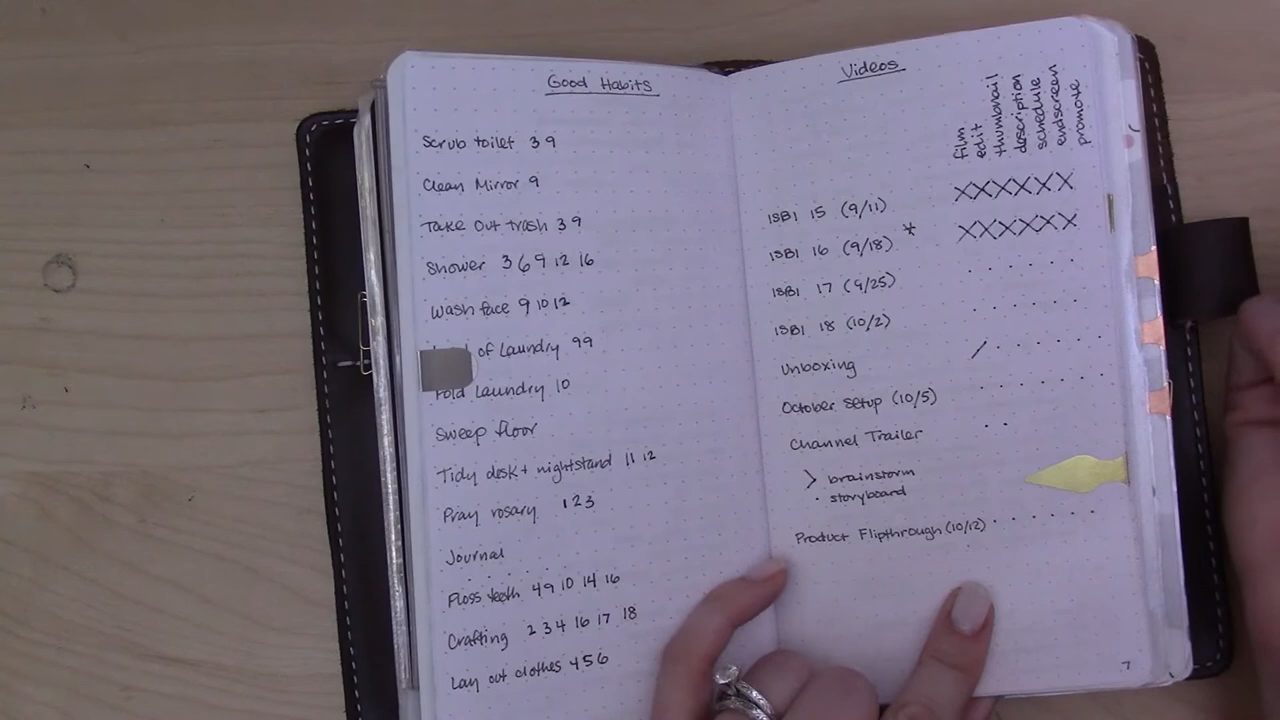 Good Habits
Scrub toilet 3 9
Clean Mirror 9
Take out trash 3 9
Shower 3 6 9 12 16
Wash face 9 10 12
of Laundry 9 9
Fold Laundry 10
Sweep floor
Tidy desk + nightstand 11 12
Pray rosary 1 2 3
Journal
Floss teeth 4 9 10 14 16
Crafting 2 3 4 16 17 18
Lay out clothes 4 5 6
Videos
film
edit
thumbnail
description
schedule
endscreen
promote
15 (9/11) XXXXXX
16 (9/18) * XXXXXX
17 (9/25)
18 (10/2)
Unboxing
October Setup (10/5)
Channel Trailer
> brainstorm
· storyboard
Product Flipthrough (10/12)
7